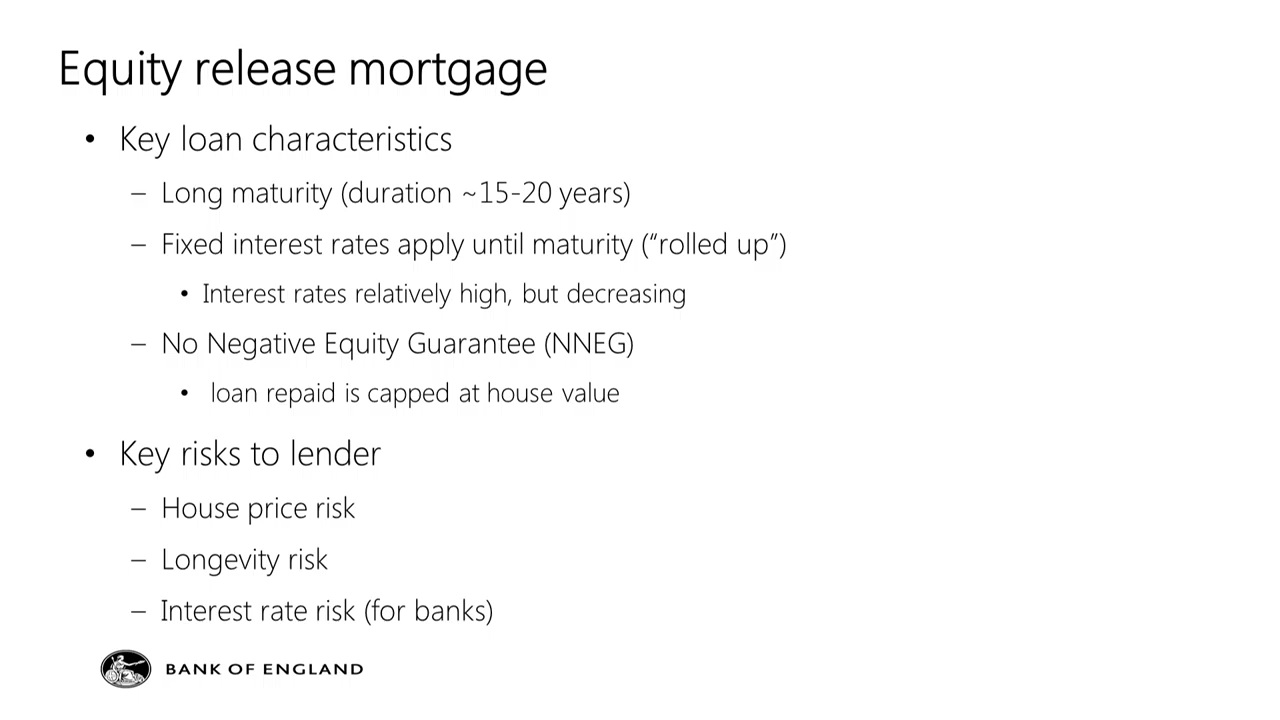 Equity release mortgage
• Key loan characteristics
– Long maturity (duration ~15-20 years)
– Fixed interest rates apply until maturity (“rolled up”)
• Interest rates relatively high, but decreasing
– No Negative Equity Guarantee (NNEG)
• loan repaid is capped at house value
• Key risks to lender
– House price risk
– Longevity risk
– Interest rate risk (for banks)
BANK OF ENGLAND